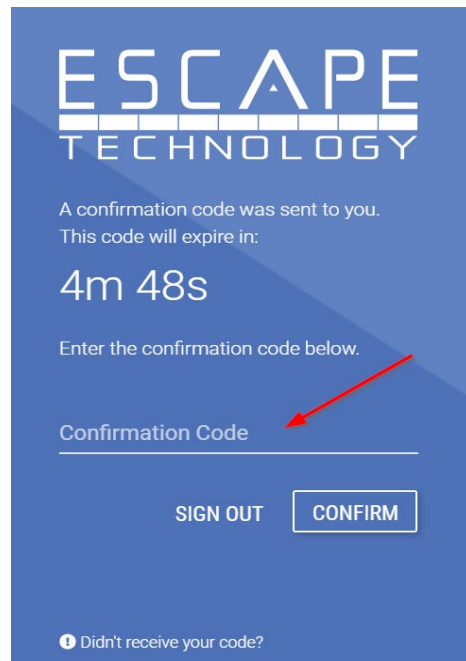 ESCAPE
TECHNOLOGY
A confirmation code was sent to you.
This code will expire in:
4m 48s
Enter the confirmation code below.
Confirmation Code
SIGN OUT CONFIRM
Didn't receive your code?